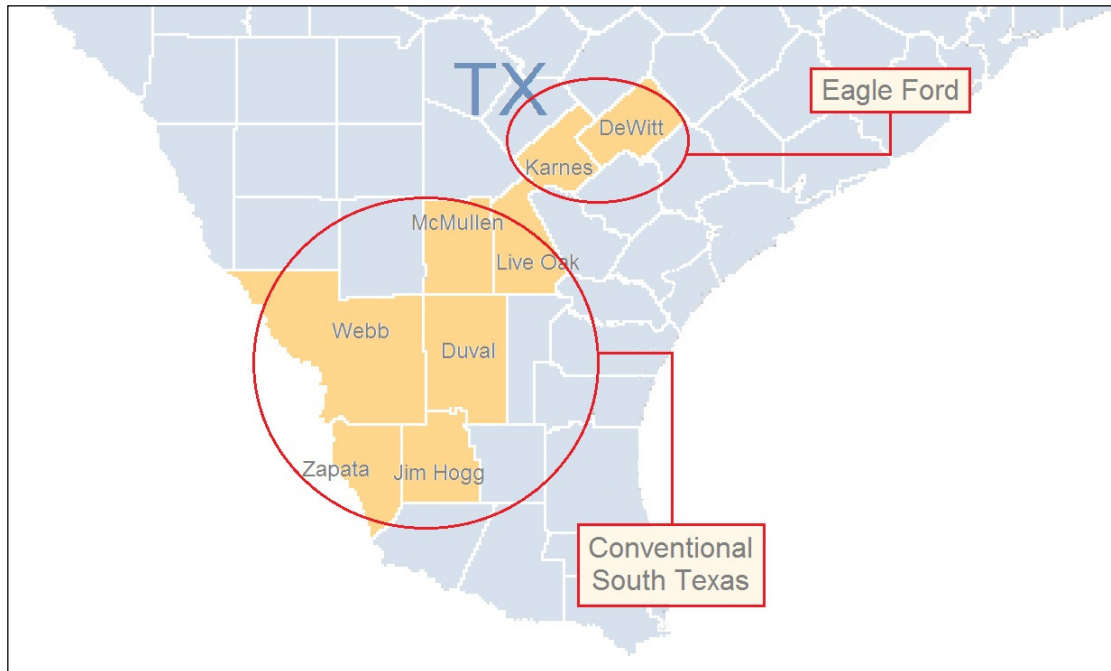 TX
Eagle Ford
DeWitt
Karnes
McMullen
Live Oak
Webb
Duval
Zapata
Jim Hogg
Conventional
South Texas